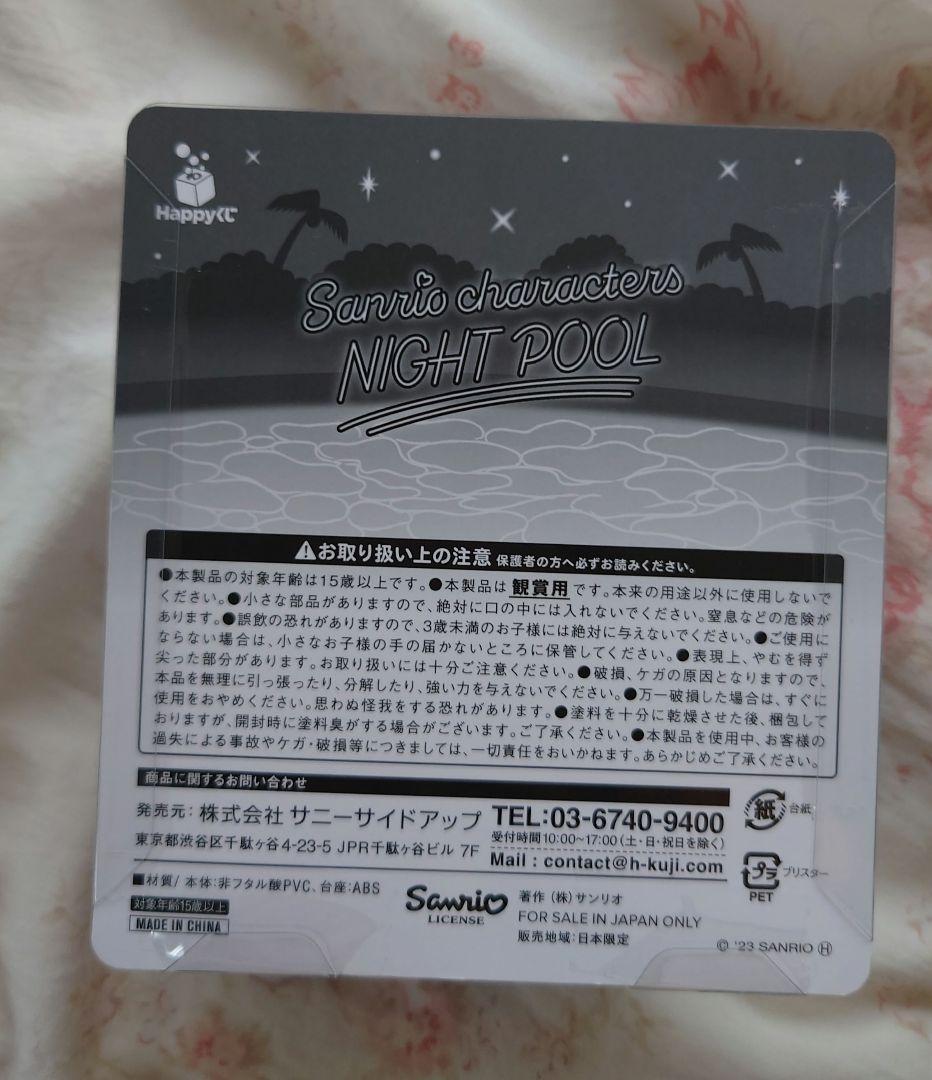 Happyくじ
Sanrio characters
NIGHT POOL
⚠お取り扱い上の注意 保護者の方へ必ずお読みください。
●本製品の対象年齢は15歳以上です。●本製品は観賞用です。本来の用途以外に使用しないで
ください。●小さな部品がありますので、絶対に口の中には入れないでください。窒息などの危険が
あります。●誤飲の恐れがありますので、3歳未満のお子様には絶対に与えないでください。●ご使用に
ならない場合は、小さなお子様の手の届かないところに保管してください。●表現上、やむを得ず
尖った部分があります。お取り扱いには十分ご注意ください。●破損、ケガの原因となりますので、
本品を無理に引っ張ったり、分解したり、強い力を与えないでください。●万一破損した場合は、すぐに
使用をおやめください。思わぬ怪我をする恐れがあります。●塗料を十分に乾燥させた後、梱包して
おりますが、開封時に塗料臭がする場合がございます。ご了承ください。●本製品を使用中、お客様の
過失による事故やケガ・破損等につきましては、一切責任をおいかねます。あらかじめご了承ください。
商品に関するお問い合わせ
発売元：株式会社 サニーサイドアップ
東京都渋谷区千駄ヶ谷4-23-5 JPR千駄ヶ谷ビル 7F
TEL:03-6740-9400
受付時間10:00~17:00(土・日・祝日を除く)
Mail : contact@h-kuji.com
紙 台紙
プラ ブリスター
PET
■材質/ 本体:非フタル酸PVC、台座:ABS
対象年齢15歳以上
MADE IN CHINA
Sanrio
LICENSE
著作 (株)サンリオ
FOR SALE IN JAPAN ONLY
販売地域:日本限定
© '23 SANRIO Ⓗ